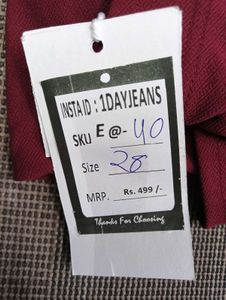 INSTA ID : 1DAYJEANS
SKU E @- 40
Size 28
MRP. Rs. 499 /-
Thanks For Choosing